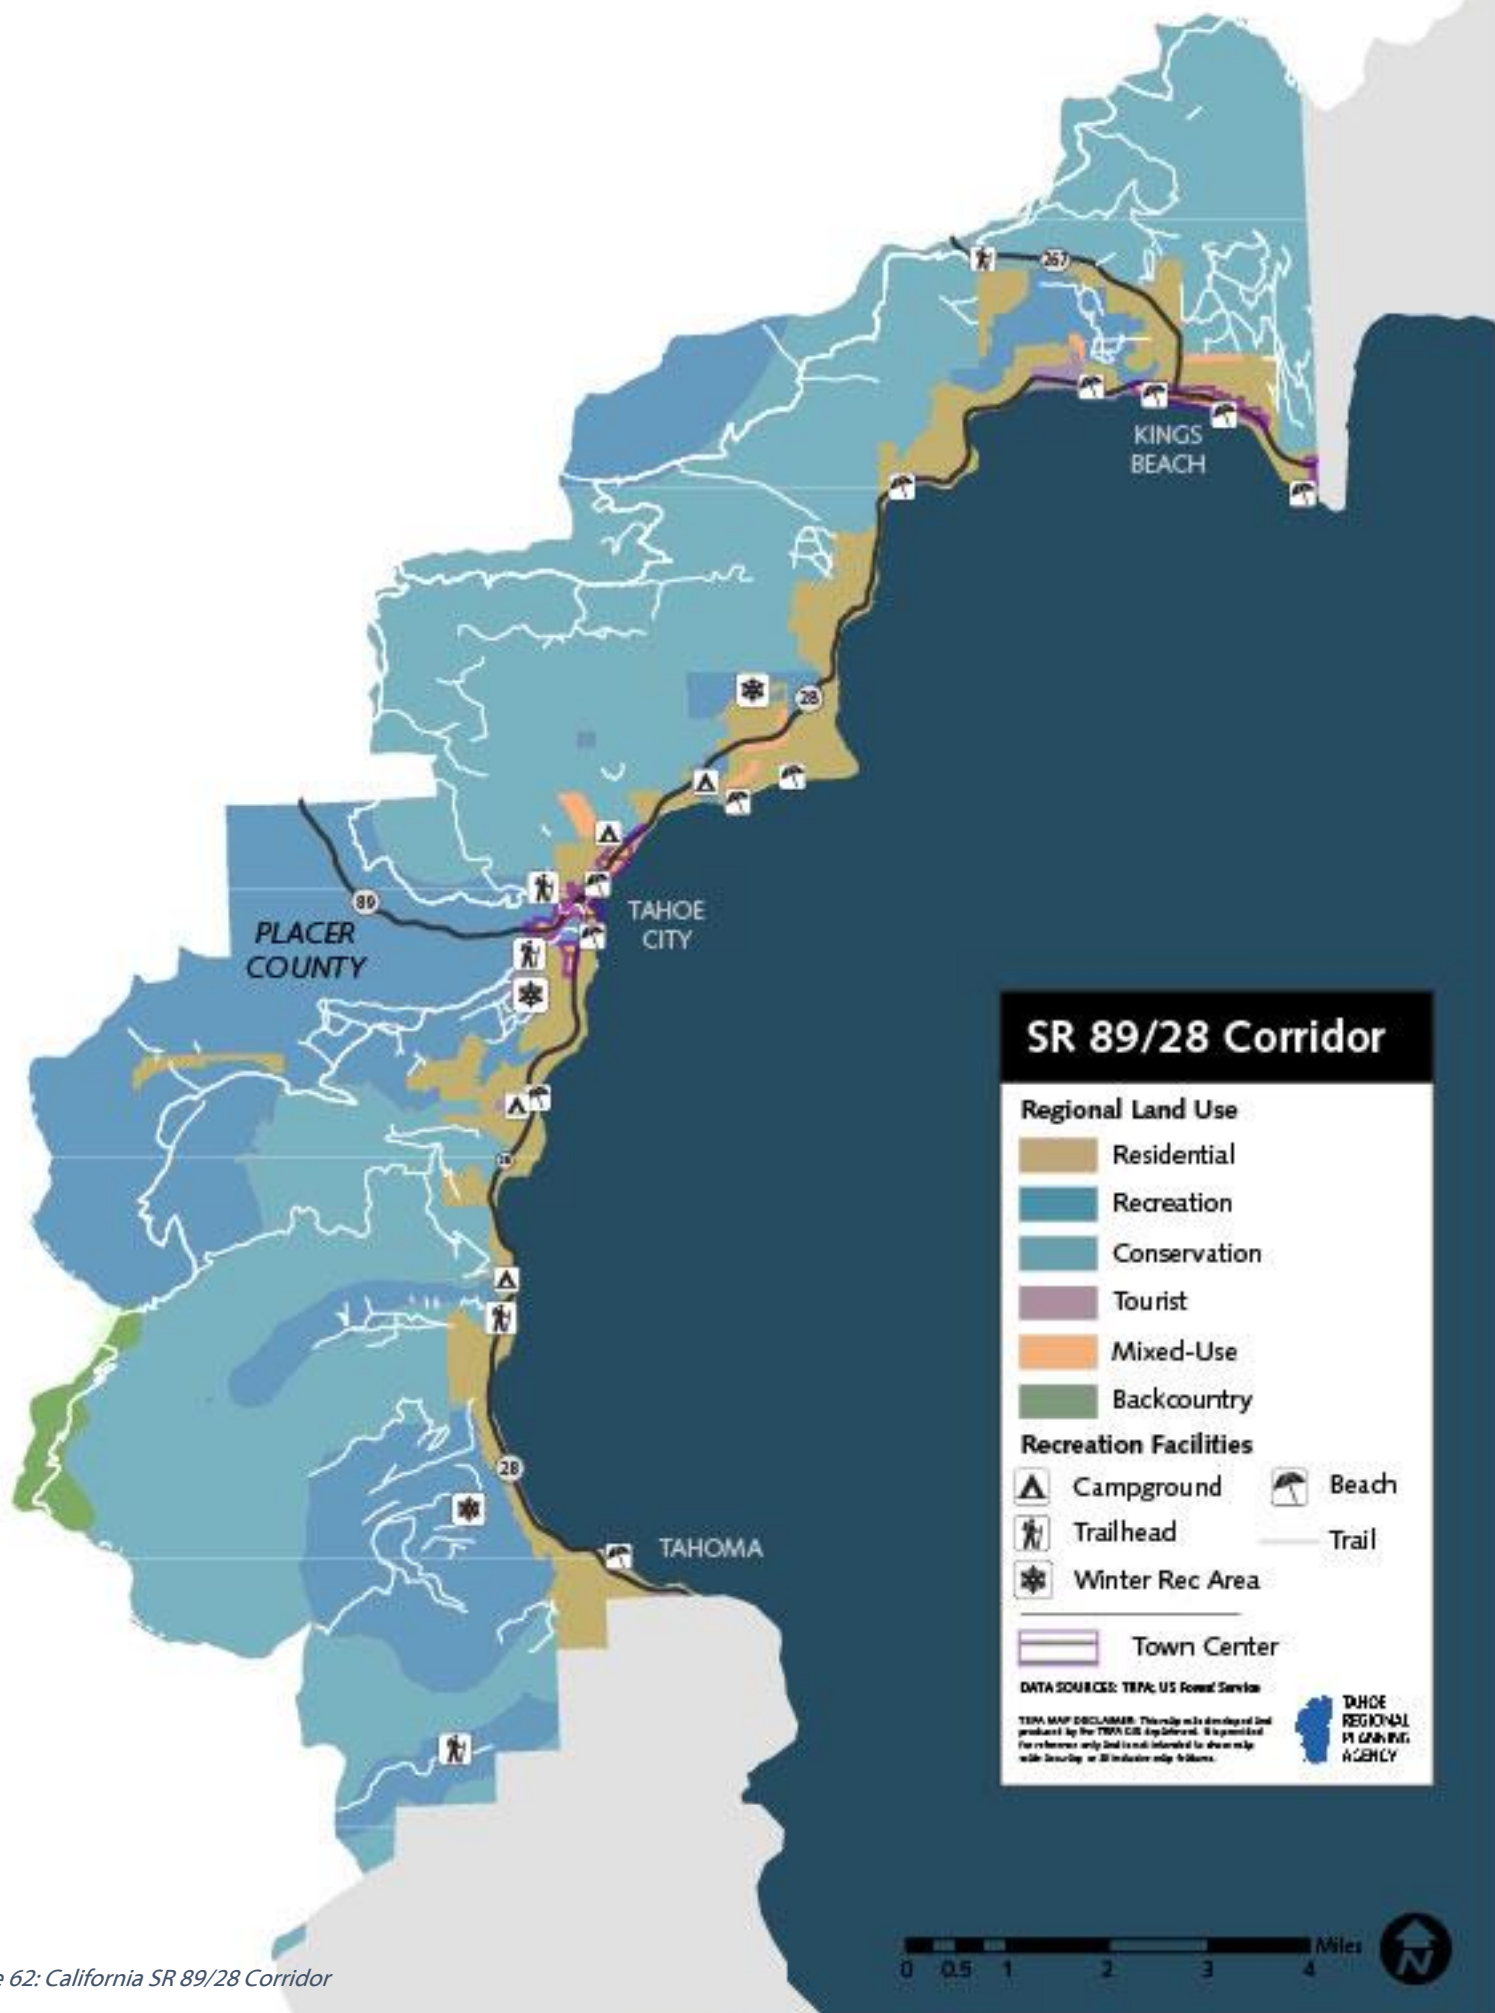 267
KINGS
BEACH
28
89
PLACER
COUNTY
TAHOE
CITY
28
TAHOMA
SR 89/28 Corridor
Regional Land Use
Residential
Recreation
Conservation
Tourist
Mixed-Use
Backcountry
Recreation Facilities
Campground
Beach
Trailhead
Trail
Winter Rec Area
Town Center
DATA SOURCES: TRPA; US Forest Service
TAHOE
REGIONAL
PLANNING
AGENCY
Miles
0 0.5 1 2 3 4
N
62: California SR 89/28 Corridor